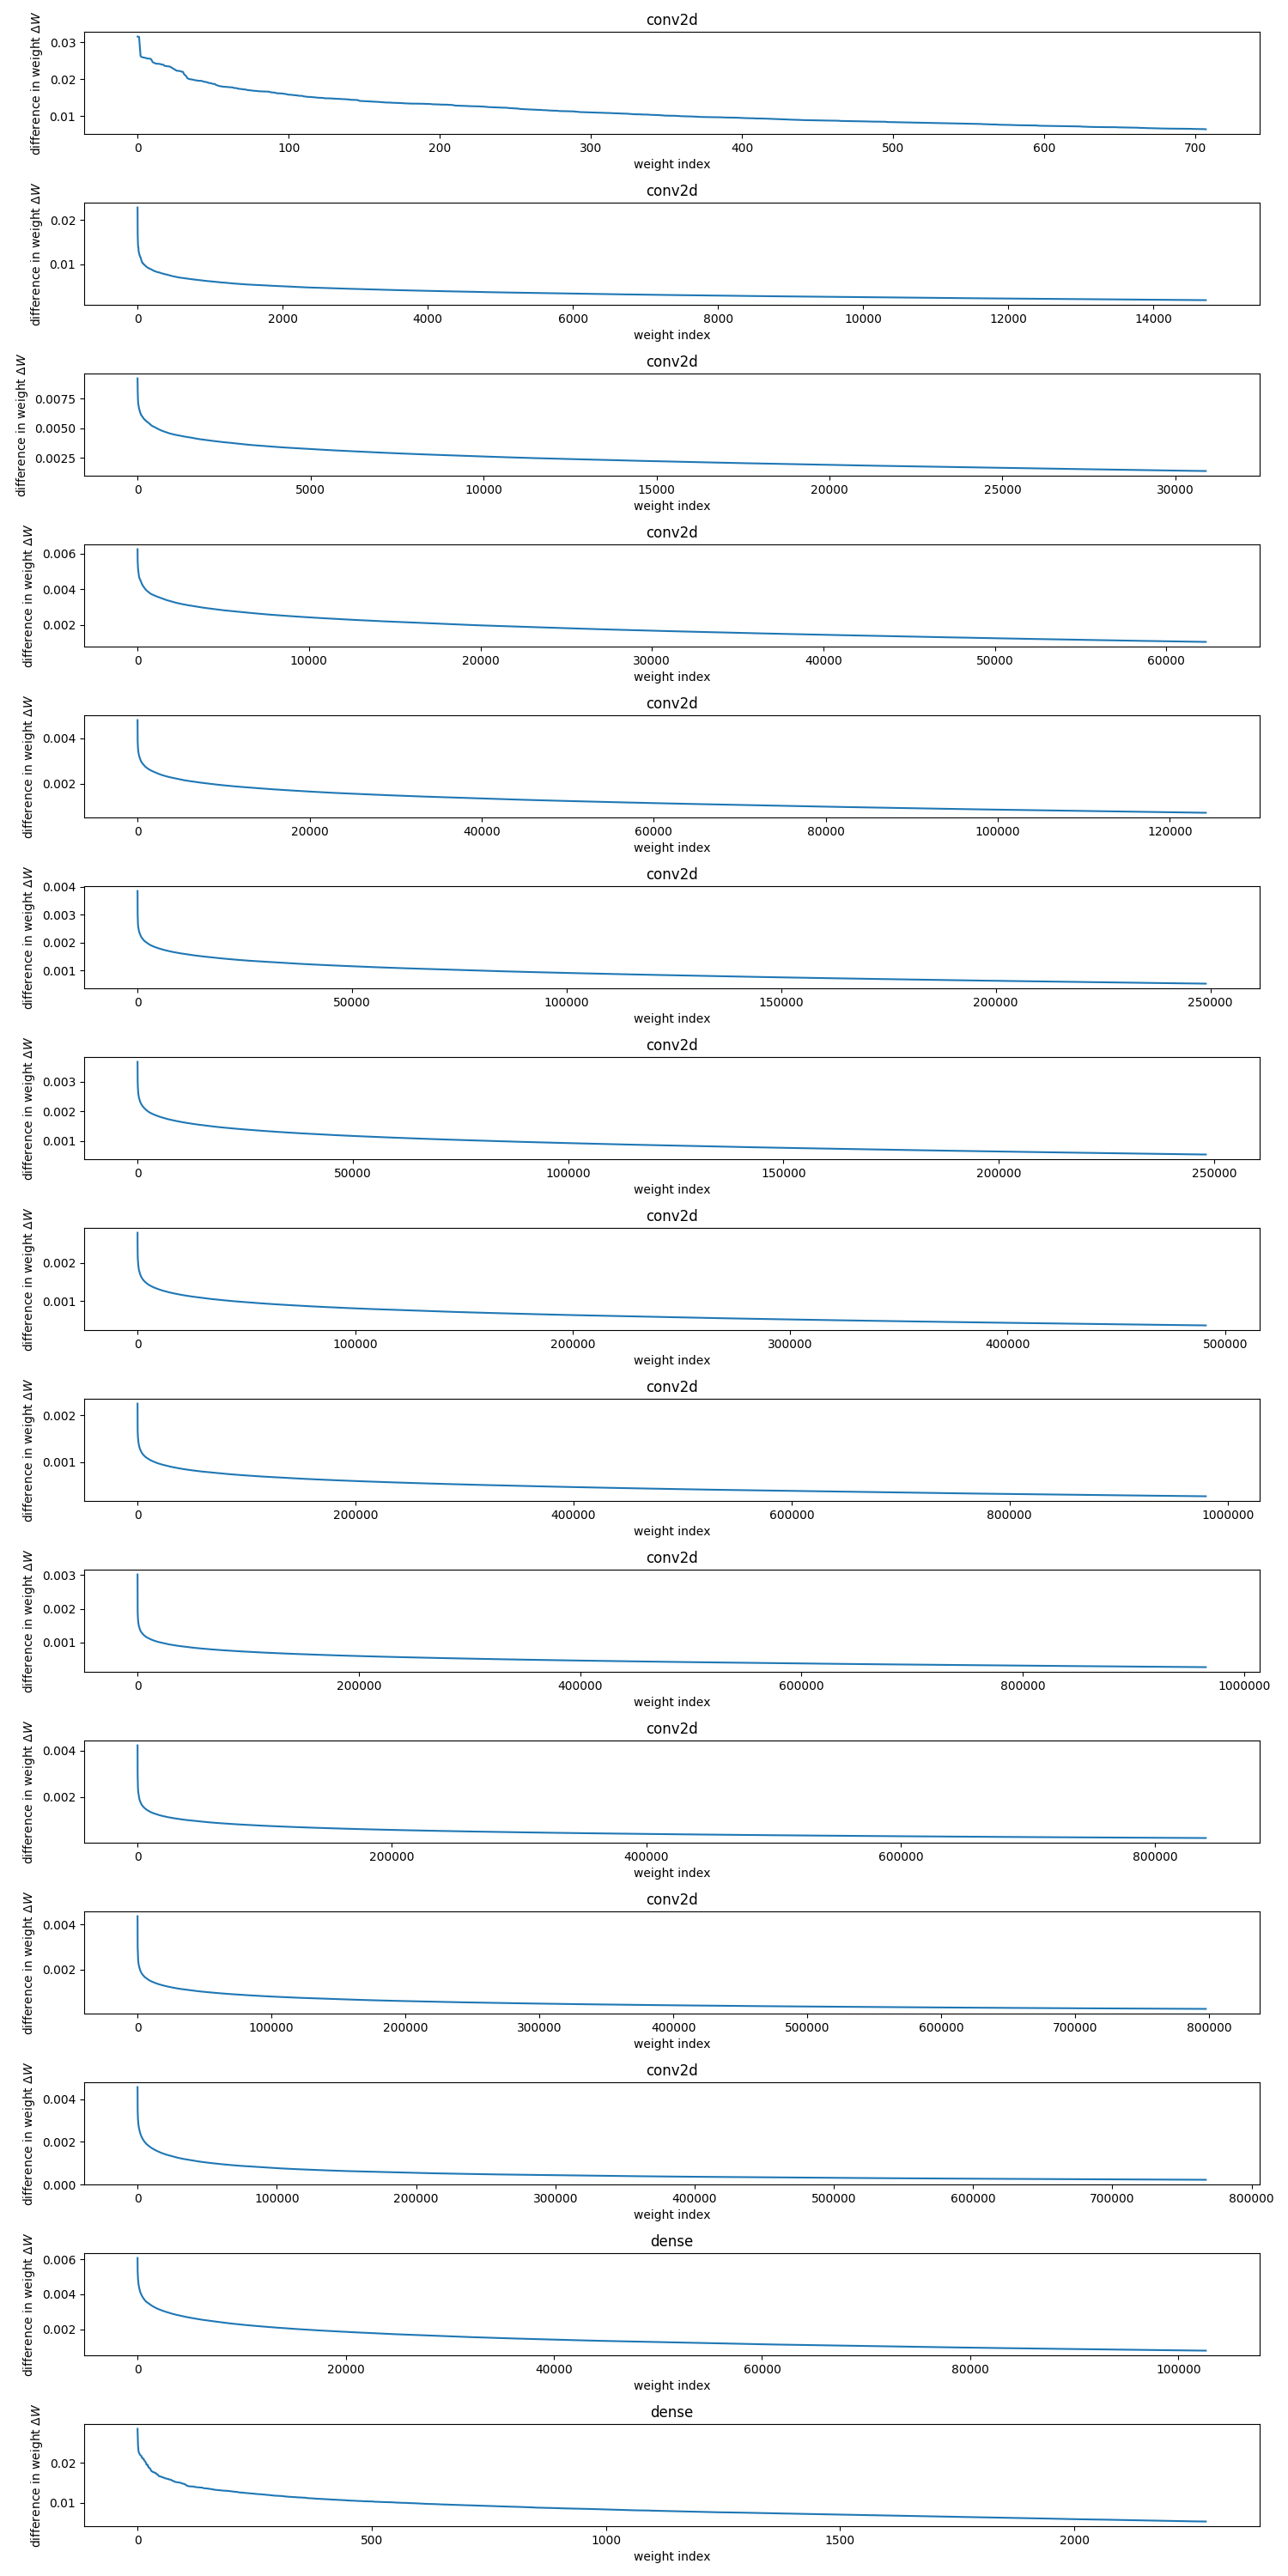 conv2d
difference in weight ΔW
0.03
0.02
0.01
0 100 200 300 400 500 600 700
weight index
conv2d
difference in weight ΔW
0.02
0.01
0 2000 4000 6000 8000 10000 12000 14000
weight index
conv2d
difference in weight ΔW
0.0075
0.0050
0.0025
0 5000 10000 15000 20000 25000 30000
weight index
conv2d
difference in weight ΔW
0.006
0.004
0.002
0 10000 20000 30000 40000 50000 60000
weight index
conv2d
difference in weight ΔW
0.004
0.002
0 20000 40000 60000 80000 100000 120000
weight index
conv2d
difference in weight ΔW
0.004
0.003
0.002
0.001
0 50000 100000 150000 200000 250000
weight index
conv2d
difference in weight ΔW
0.003
0.002
0.001
0 50000 100000 150000 200000 250000
weight index
conv2d
difference in weight ΔW
0.002
0.001
0 100000 200000 300000 400000 500000
weight index
conv2d
difference in weight ΔW
0.002
0.001
0 200000 400000 600000 800000 1000000
weight index
conv2d
difference in weight ΔW
0.003
0.002
0.001
0 200000 400000 600000 800000 1000000
weight index
conv2d
difference in weight ΔW
0.004
0.002
0 200000 400000 600000 800000
weight index
conv2d
difference in weight ΔW
0.004
0.002
0 100000 200000 300000 400000 500000 600000 700000 800000
weight index
conv2d
difference in weight ΔW
0.004
0.002
0.000
0 100000 200000 300000 400000 500000 600000 700000 800000
weight index
dense
difference in weight ΔW
0.006
0.004
0.002
0 20000 40000 60000 80000 100000
weight index
dense
difference in weight ΔW
0.02
0.01
0 500 1000 1500 2000
weight index